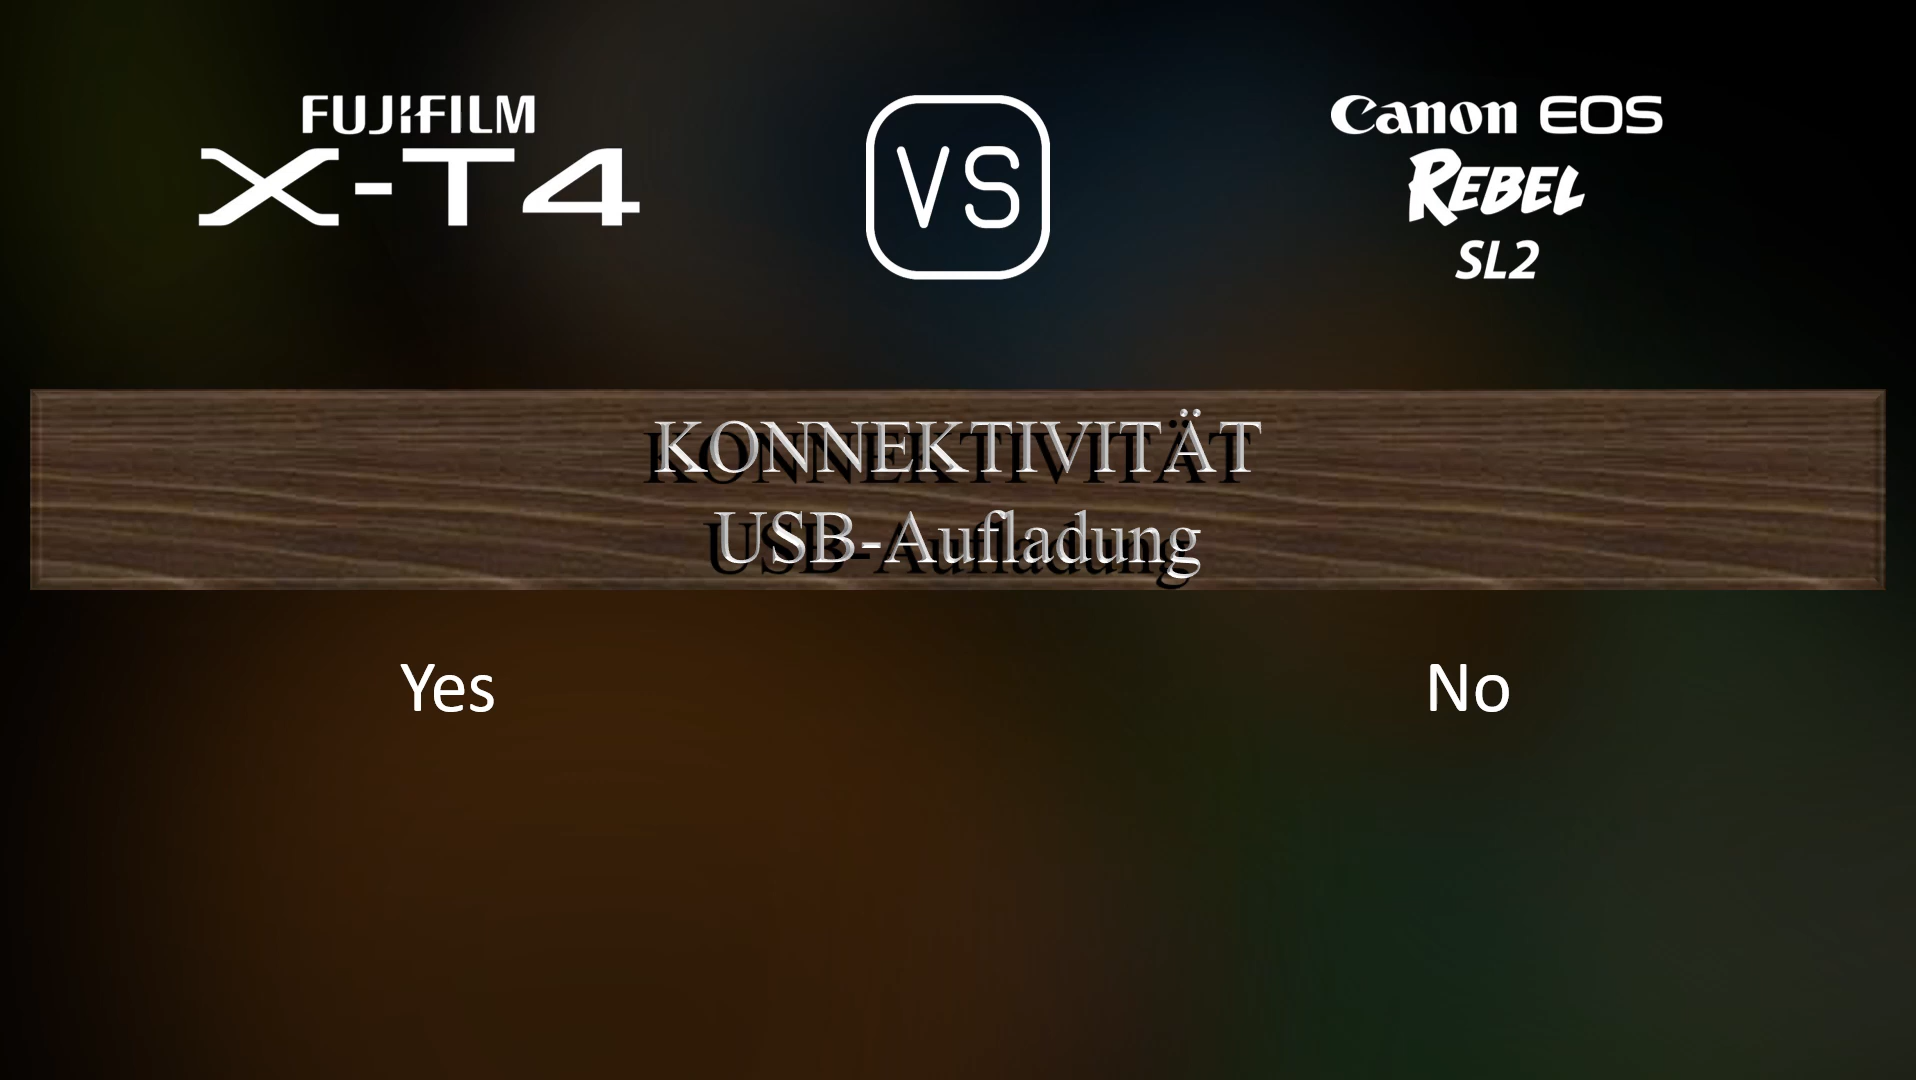 FUJIFILM
X-T4
VS
Canon EOS
REBEL
SL2
KONNEKTIVITÄT
USB-Aufladung
Yes
No